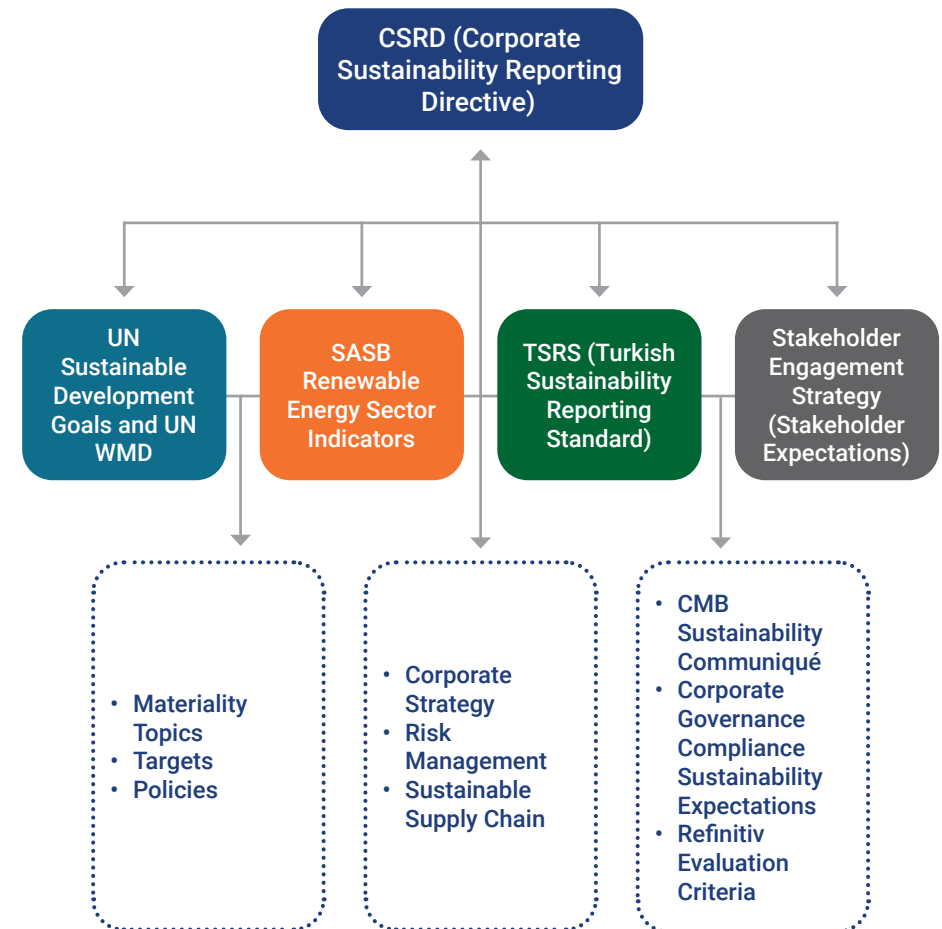 CSRD (Corporate
Sustainability Reporting
Directive)
UN
Sustainable
Development
Goals and UN
WMD
SASB
Renewable
Energy Sector
Indicators
TSRS (Turkish
Sustainability
Reporting
Standard)
Stakeholder
Engagement
Strategy
(Stakeholder
Expectations)
• Materiality
Topics
• Targets
• Policies
• Corporate
Strategy
• Risk
Management
• Sustainable
Supply Chain
• CMB
Sustainability
Communiqué
• Corporate
Governance
Compliance
Sustainability
Expectations
• Refinitiv
Evaluation
Criteria